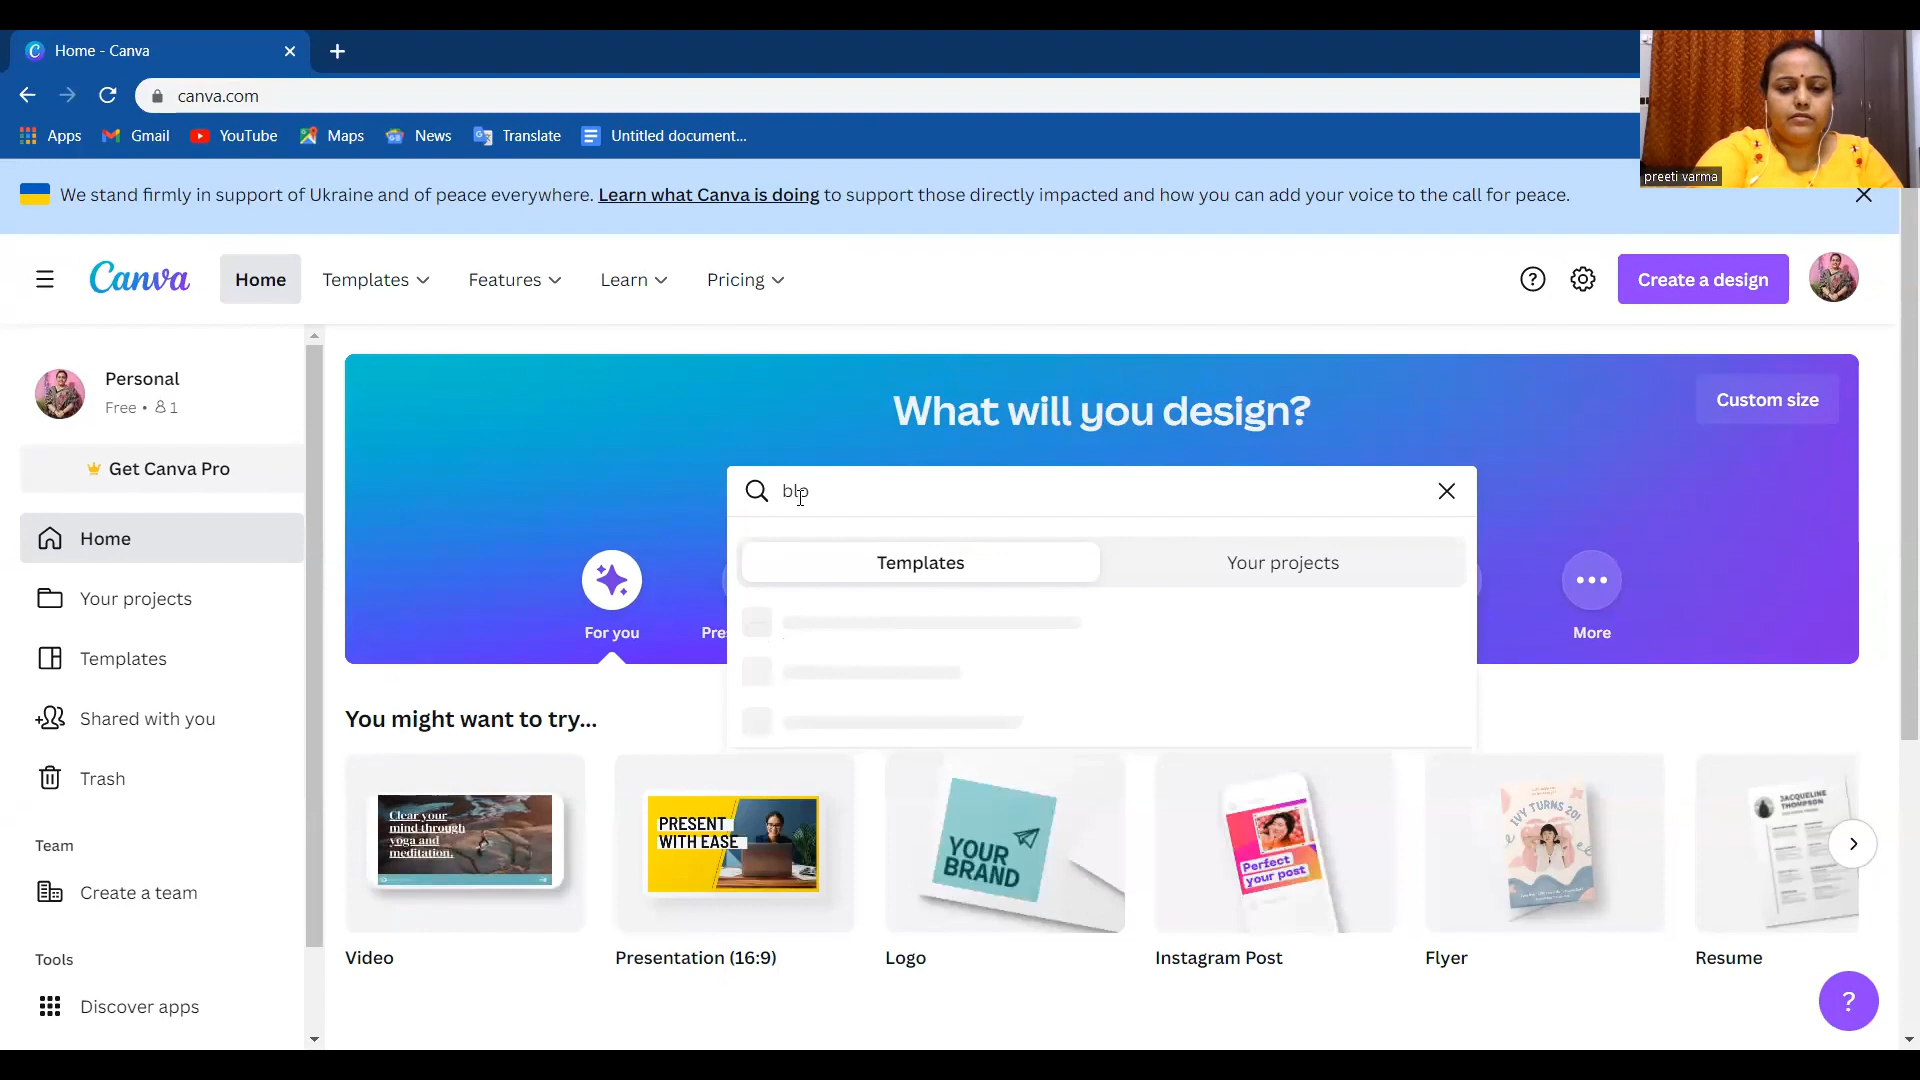 Home - Canva
canva.com
Apps Gmail YouTube Maps News Translate Untitled document...
preeti varma
We stand firmly in support of Ukraine and of peace everywhere. Learn what Canva is doing to support those directly impacted and how you can add your voice to the call for peace.
Canva Home Templates Features Learn Pricing Create a design
Personal
Free • 1
Get Canva Pro
Home
Your projects
Templates
Shared with you
Trash
Team
Create a team
Tools
Discover apps
What will you design?
Custom size
blo
Templates Your projects
For you
More
You might want to try...
Clear your
mind through
yoga and
meditation.
PRESENT
WITH EASE
YOUR
BRAND
Perfect
your post
IVY TURNS 20!
JACQUELINE
THOMPSON
Video Presentation (16:9) Logo Instagram Post Flyer Resume
?